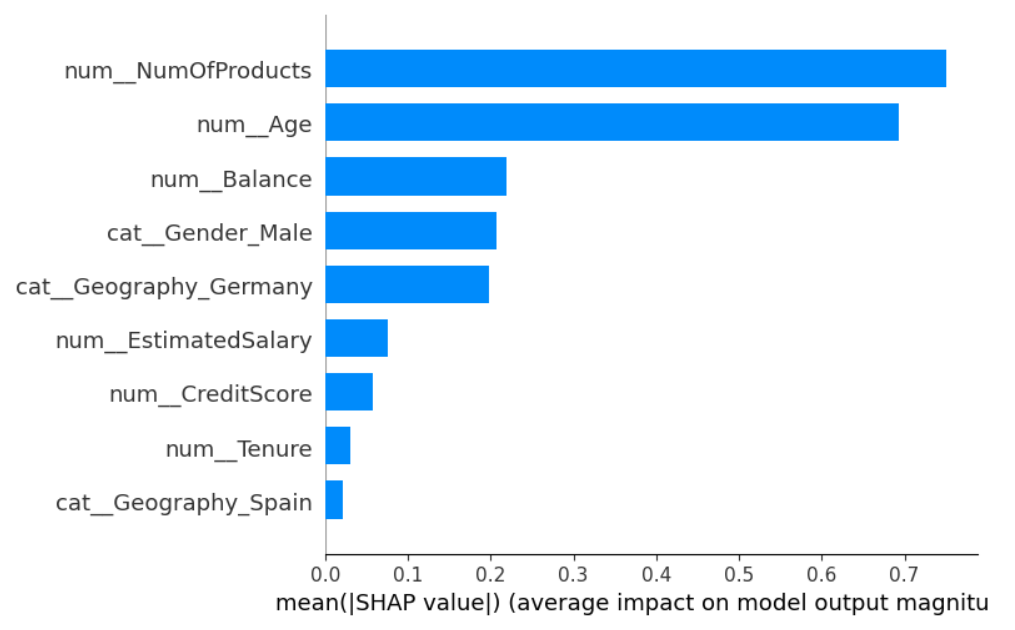 num__NumOfProducts
num__Age
num__Balance
cat__Gender_Male
cat__Geography_Germany
num__EstimatedSalary
num__CreditScore
num__Tenure
cat__Geography_Spain
0.0 0.1 0.2 0.3 0.4 0.5 0.6 0.7
mean(|SHAP value|) (average impact on model output magnitu